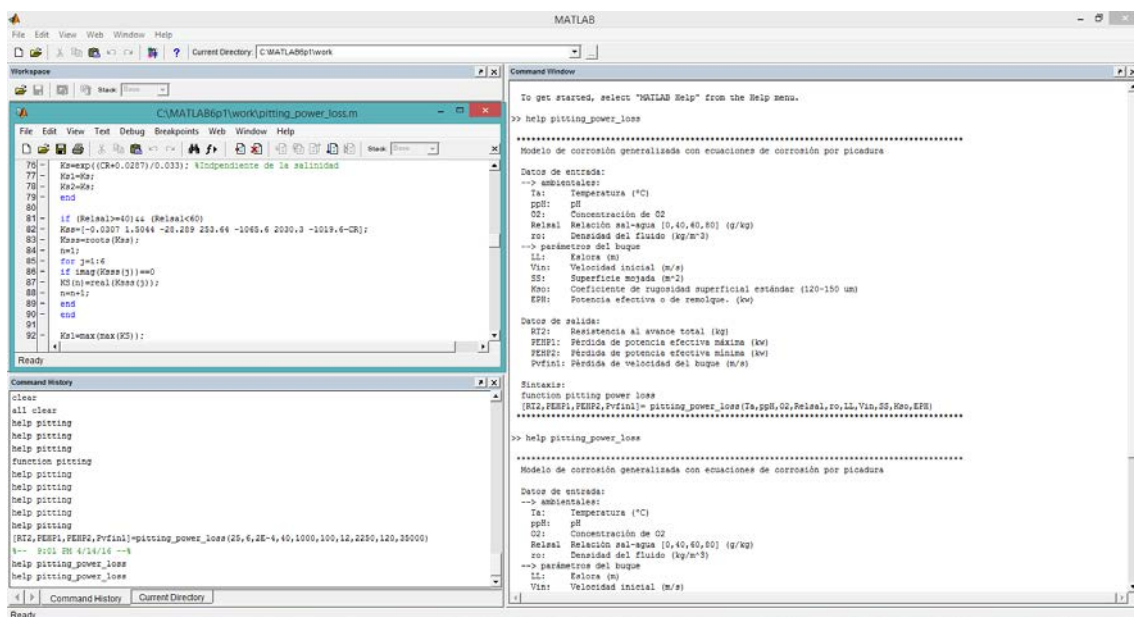 MATLAB
File Edit View Web Window Help
? Current Directory: C:\MATLAB6p1\work
Workspace
Stack: Base
C:\MATLAB6p1\work\pitting_power_loss.m
File Edit View Text Debug Breakpoints Web Window Help
Stack: Base
76 - Ks=exp((CR+0.0287)/0.033); %Indpendiente de la salinidad
77 - Ks1=Ks;
78 - Ks2=Ks;
79 - end
80
81 - if (Relsal>=40)&& (Relsal<60)
82 - Kss=[-0.0307 1.5044 -28.289 253.64 -1065.6 2030.3 -1019.6-CR];
83 - Ksss=roots(Kss);
84 - n=1;
85 - for j=1:6
86 - if imag(Ksss(j))==0
87 - KS(n)=real(Ksss(j));
88 - n=n+1;
89 - end
90 - end
91
92 - Ks1=max(max(KS));
Ready
Command History
clear
all clear
help pitting
help pitting
help pitting
function pitting
help pitting
help pitting
help pitting
help pitting
help pitting
[RT2,PEHP1,PEHP2,Pvfin1]=pitting_power_loss(25,6,2E-4,40,1000,100,12,2250,120,35000)
%-- 9:01 PM 4/14/16 --%
help pitting_power_loss
help pitting_power_loss
Command History Current Directory
Ready
Command Window
To get started, select "MATLAB Help" from the Help menu.
>> help pitting_power_loss
Modelo de corrosión generalizada con ecuaciones de corrosión por picadura
Datos de entrada:
--> ambientales:
Ta: Temperatura (°C)
ppH: pH
O2: Concentración de O2
Relsal Relación sal-agua [0,40,60,80] (g/kg)
ro: Densidad del fluido (kg/m^3)
--> parámetros del buque
LL: Eslora (m)
Vin: Velocidad inicial (m/s)
SS: Superficie mojada (m^2)
Kso: Coeficiente de rugosidad superficial estándar (120-150 um)
EPH: Potencia efectiva o de remolque. (kw)
Datos de salida:
RT2: Resistencia al avance total (kg)
PEHP1: Pérdida de potencia efectiva máxima (kw)
PEHP2: Pérdida de potencia efectiva mínima (kw)
Pvfin1: Pérdida de velocidad del buque (m/s)
Sintaxis:
function pitting power loss
[RT2,PEHP1,PEHP2,Pvfin1]= pitting_power_loss(Ta,ppH,O2,Relsal,ro,LL,Vin,SS,Kso,EPH)
>> help pitting_power_loss
Modelo de corrosión generalizada con ecuaciones de corrosión por picadura
Datos de entrada:
--> ambientales:
Ta: Temperatura (°C)
ppH: pH
O2: Concentración de O2
Relsal Relación sal-agua [0,40,60,80] (g/kg)
ro: Densidad del fluido (kg/m^3)
--> parámetros del buque
LL: Eslora (m)
Vin: Velocidad inicial (m/s)